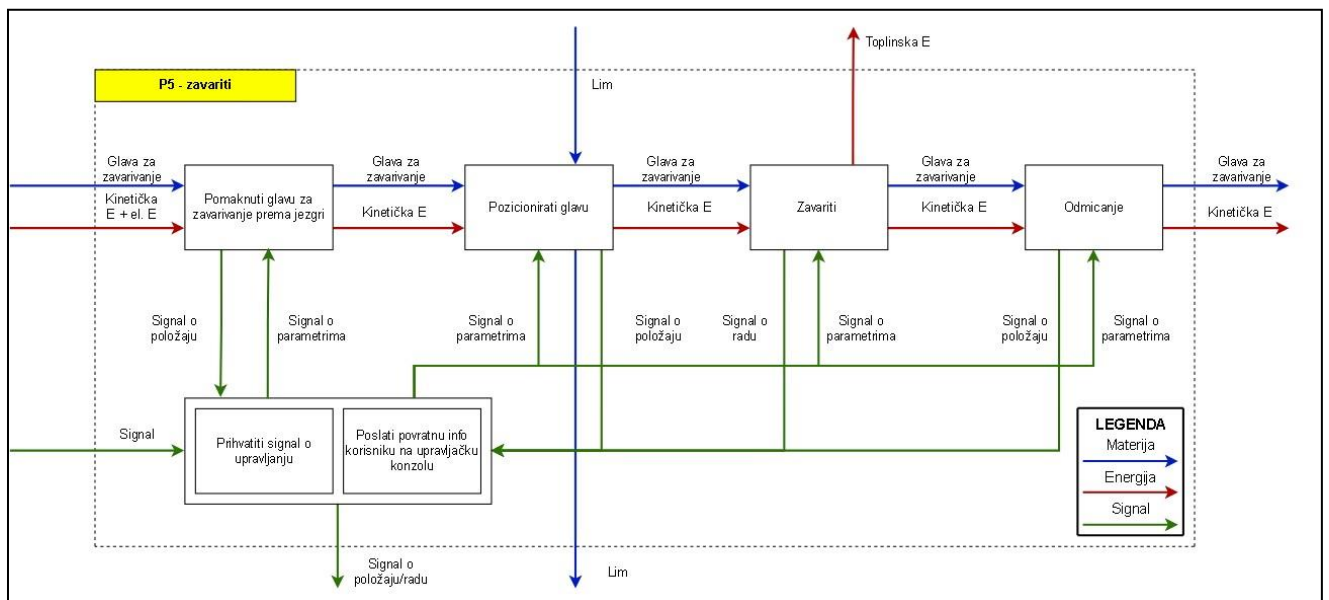 Toplinska E
P5 - zavariti
Lim
Glava za
zavarivanje
Kinetička
E + el. E
Pomaknuti glavu za
zavarivanje prema jezgri
Glava za
zavarivanje
Kinetička E
Pozicionirati glavu
Glava za
zavarivanje
Kinetička E
Zavariti
Glava za
zavarivanje
Kinetička E
Odmicanje
Glava za
zavarivanje
Kinetička E
Signal o
položaju
Signal o
parametrima
Signal o
parametrima
Signal o
položaju
Signal o
radu
Signal o
parametrima
Signal o
položaju
Signal o
parametrima
Signal
Prihvatiti signal o
upravljanju
Poslati povratnu info
korisniku na upravljačku
konzolu
LEGENDA
Materija
Energija
Signal
Signal o
položaju/radu
Lim